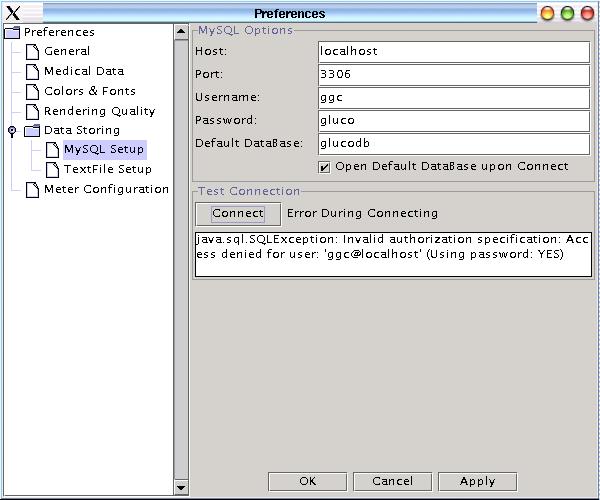 Preferences
Preferences
General
Medical Data
Colors & Fonts
Rendering Quality
Data Storing
MySQL Setup
TextFile Setup
Meter Configuration
MySQL Options
Host: localhost
Port: 3306
Username: ggc
Password: gluco
Default DataBase: glucodb
Open Default DataBase upon Connect
Test Connection
Connect Error During Connecting
java.sql.SQLException: Invalid authorization specification: Acc
ess denied for user: 'ggc@localhost' (Using password: YES)
OK Cancel Apply